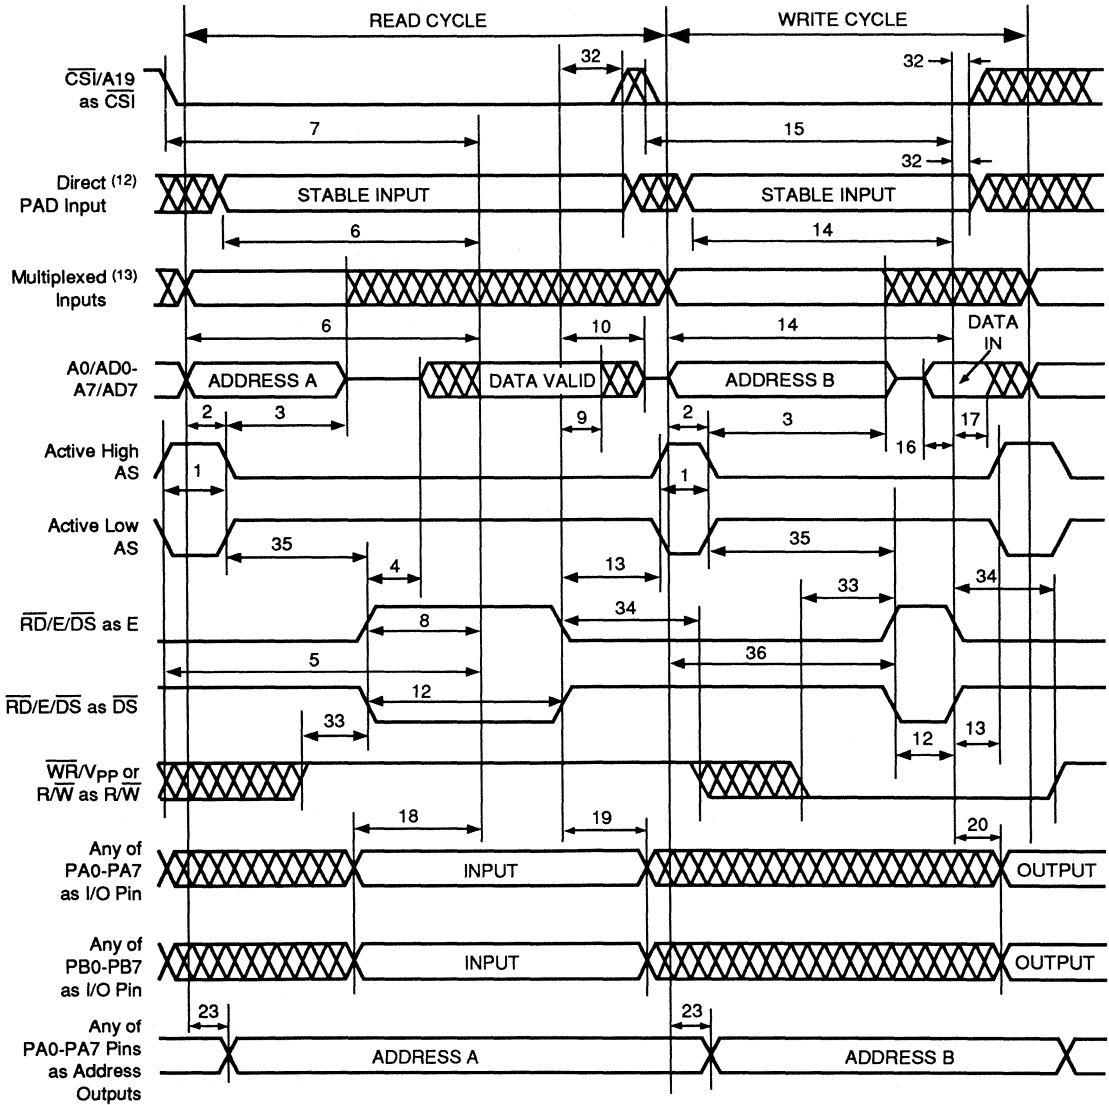 READ CYCLE
WRITE CYCLE
CSI/A19
as CSI
32
32
7
15
32
Direct (12)
PAD Input
STABLE INPUT
STABLE INPUT
6
14
Multiplexed (13)
Inputs
6
10
14
DATA
IN
A0/AD0-
A7/AD7
ADDRESS A
DATA VALID
ADDRESS B
2
3
9
2
3
16
17
Active High
AS
1
1
Active Low
AS
35
4
13
35
34
33
34
RD/E/DS as E
8
5
36
RD/E/DS as DS
12
33
12
13
WR/VPP or
R/W as R/W
18
19
20
Any of
PA0-PA7
as I/O Pin
INPUT
OUTPUT
Any of
PB0-PB7
as I/O Pin
INPUT
OUTPUT
23
23
Any of
PA0-PA7 Pins
as Address
Outputs
ADDRESS A
ADDRESS B